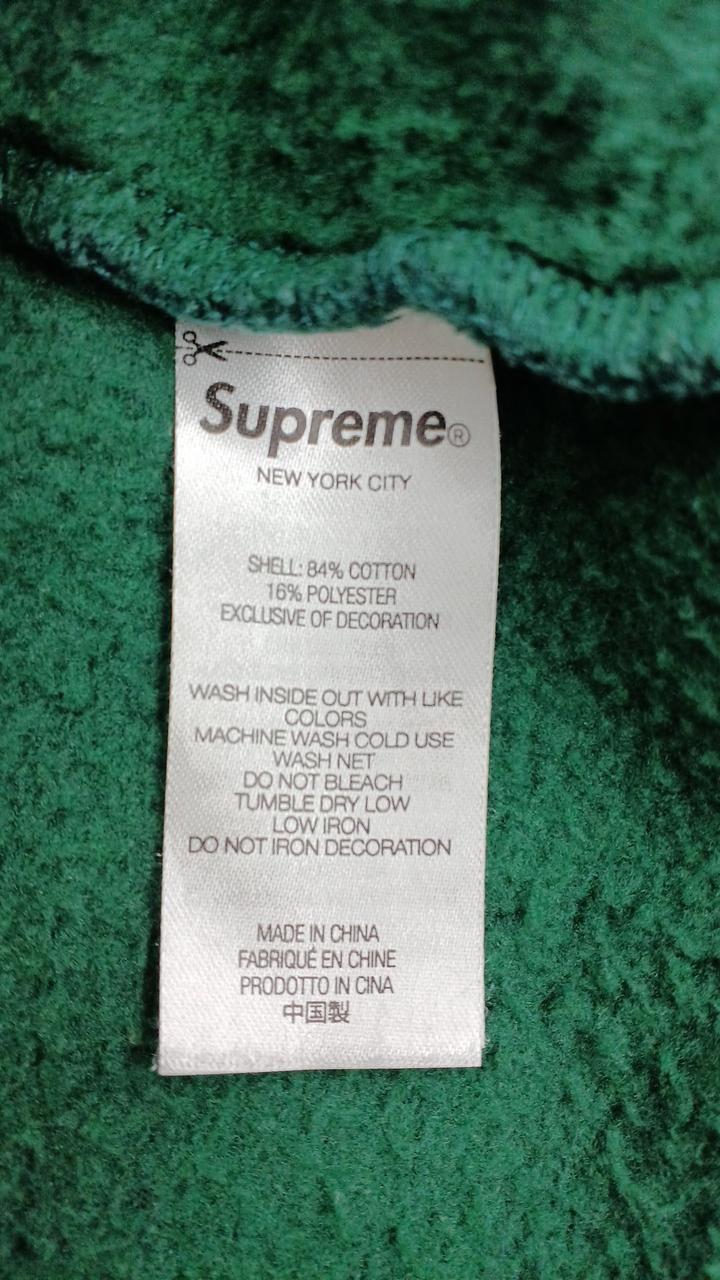 Supreme®
NEW YORK CITY
SHELL: 84% COTTON
16% POLYESTER
EXCLUSIVE OF DECORATION
WASH INSIDE OUT WITH LIKE
COLORS
MACHINE WASH COLD USE
WASH NET
DO NOT BLEACH
TUMBLE DRY LOW
LOW IRON
DO NOT IRON DECORATION
MADE IN CHINA
FABRIQUÉ EN CHINE
PRODOTTO IN CINA
中国製